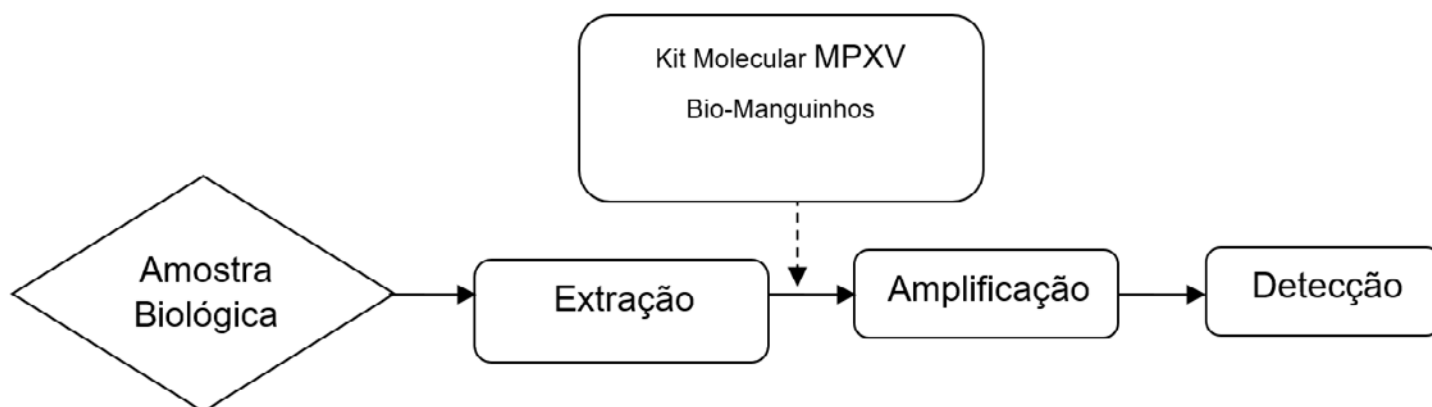 Kit Molecular MPXV
Bio-Manguinhos
Amostra
Biológica
Extração
Amplificação
Detecção